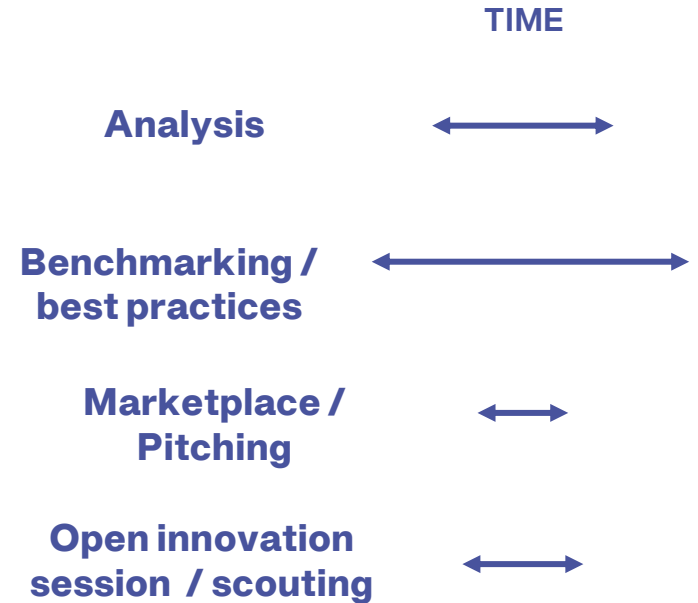 TIME
Analysis
Benchmarking /
best practices
Marketplace /
Pitching
Open innovation
session / scouting